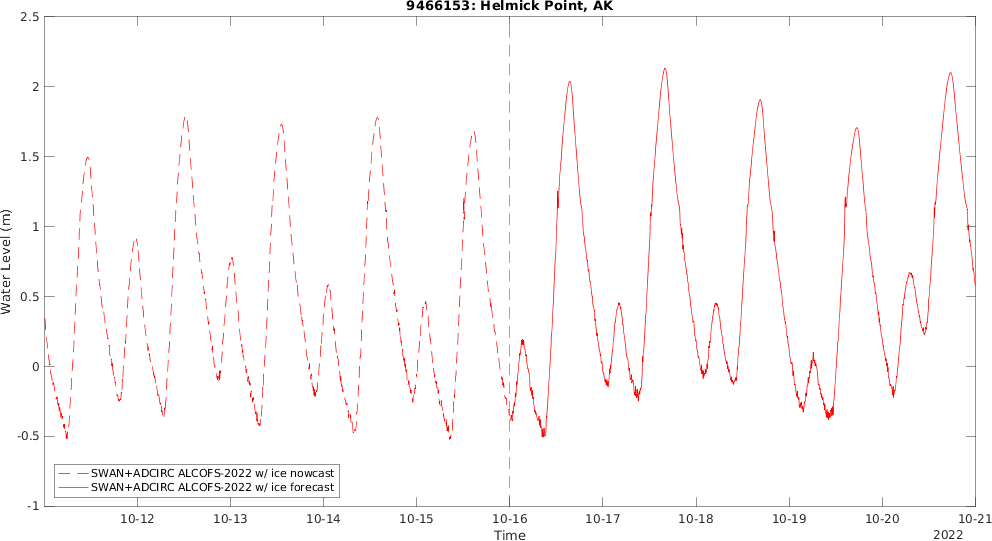 9466153: Helmick Point, AK
2.5
2
1.5
1
0.5
0
-0.5
-1
Water Level (m)
SWAN+ADCIRC ALCOFS-2022 w/ ice nowcast
SWAN+ADCIRC ALCOFS-2022 w/ ice forecast
10-12 10-13 10-14 10-15 10-16 10-17 10-18 10-19 10-20 10-21
Time
2022